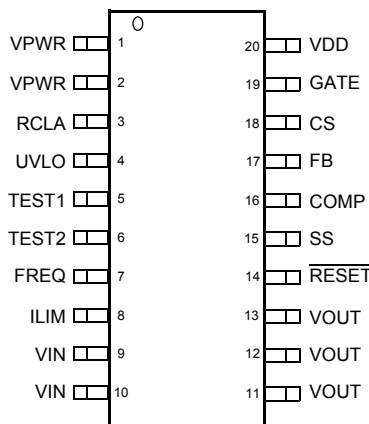 VPWR 1 20 VDD
VPWR 2 19 GATE
RCLA 3 18 CS
UVLO 4 17 FB
TEST1 5 16 COMP
TEST2 6 15 SS
FREQ 7 14 RESET
ILIM 8 13 VOUT
VIN 9 12 VOUT
VIN 10 11 VOUT